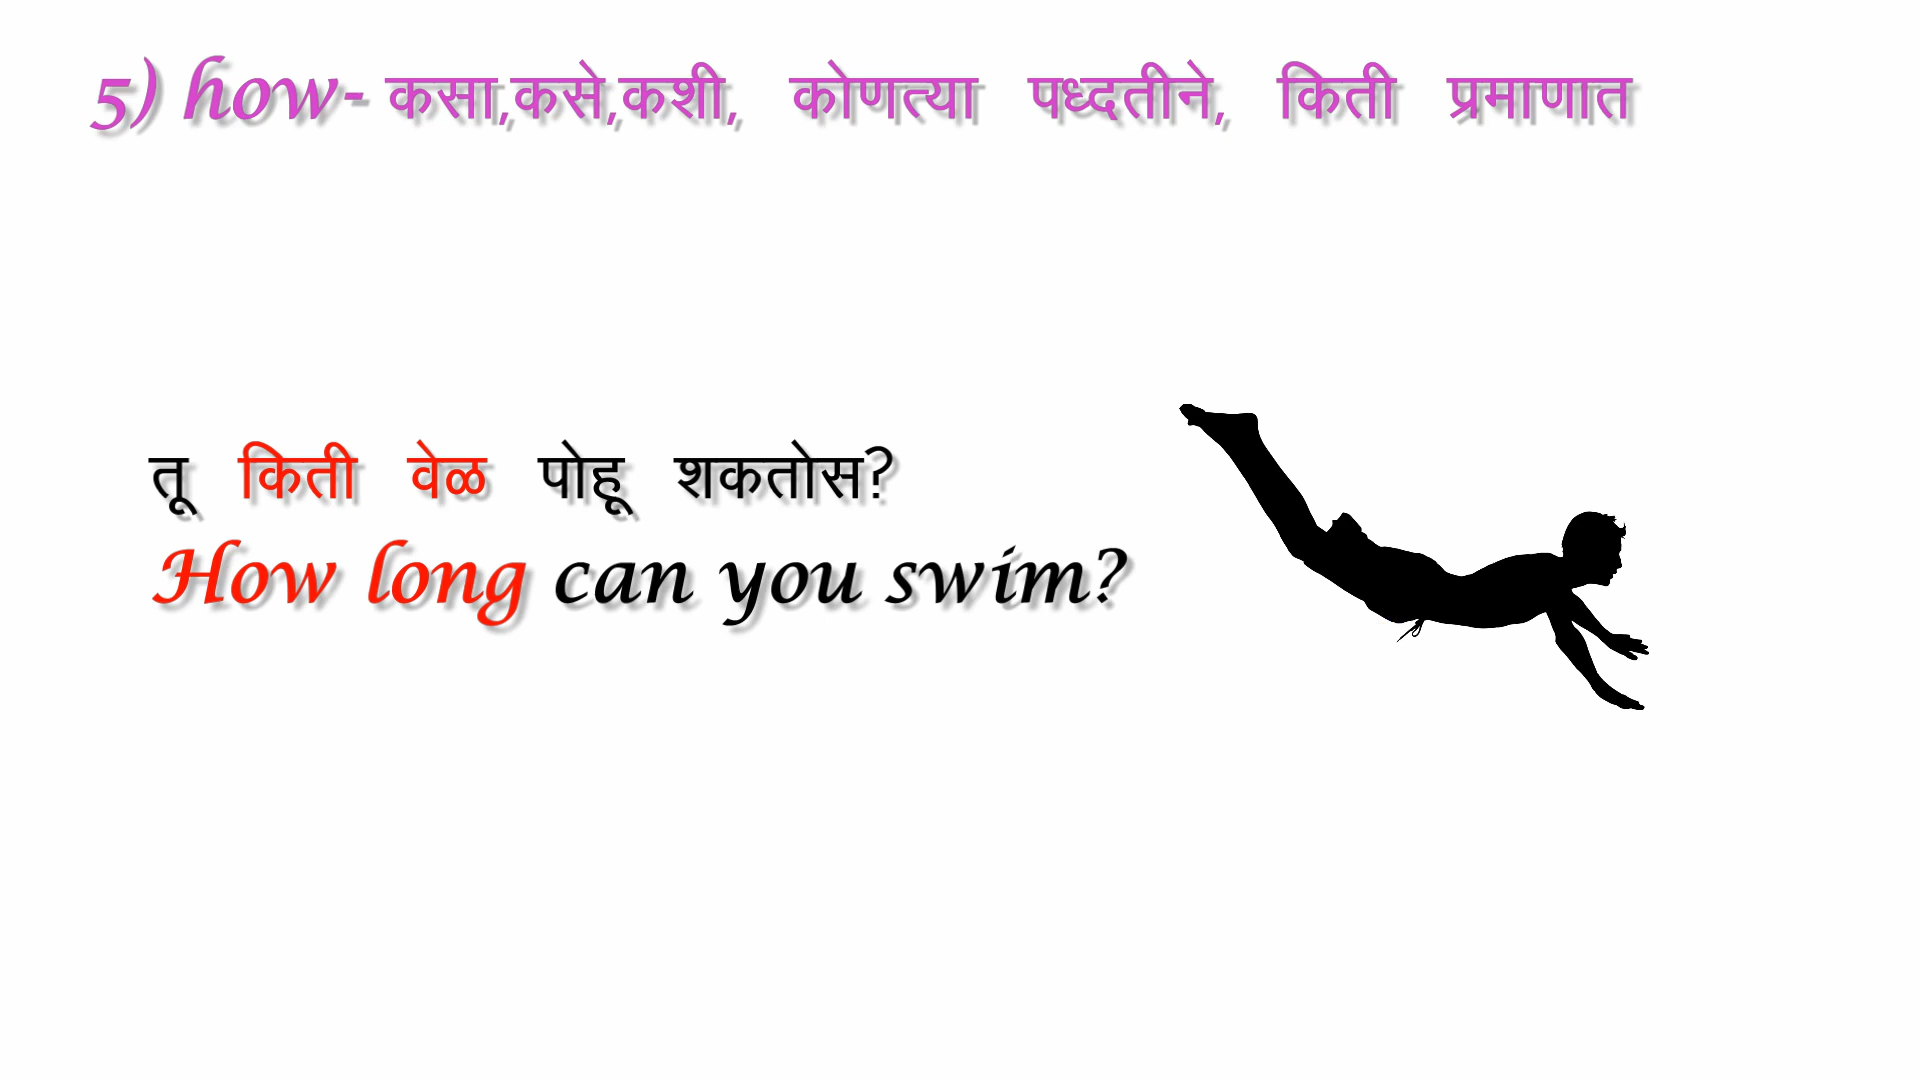 5) how- कसा,कसे,कशी, कोणत्या पध्दतीने, किती प्रमाणात
तू किती वेळ पोहू शकतोस?
How long can you swim?